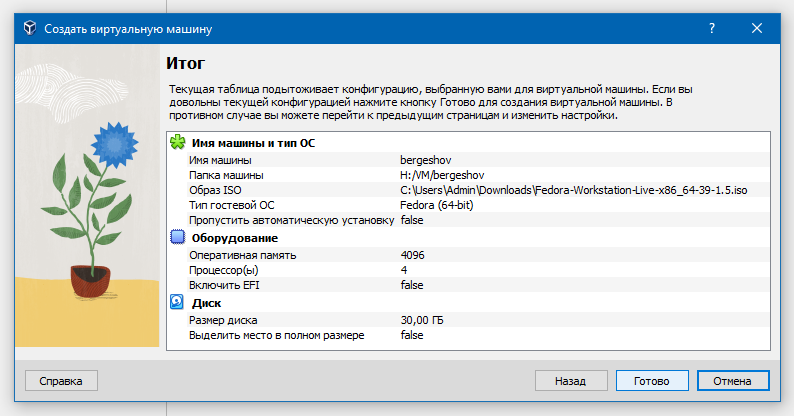 Создать виртуальную машину
Итог
Текущая таблица подытоживает конфигурацию, выбранную вами для виртуальной машины. Если вы
довольны текущей конфигурацией нажмите кнопку Готово для создания виртуальной машины. В
противном случае вы можете перейти к предыдущим страницам и изменить настройки.
Имя машины и тип ОС
Имя машины bergeshov
Папка машины H:/VM/bergeshov
Образ ISO C:\Users\Admin\Downloads\Fedora-Workstation-Live-x86_64-39-1.5.iso
Тип гостевой ОС Fedora (64-bit)
Пропустить автоматическую установку false
Оборудование
Оперативная память 4096
Процессор(ы) 4
Включить EFI false
Диск
Размер диска 30,00 ГБ
Выделить место в полном размере false
Справка Назад Готово Отмена